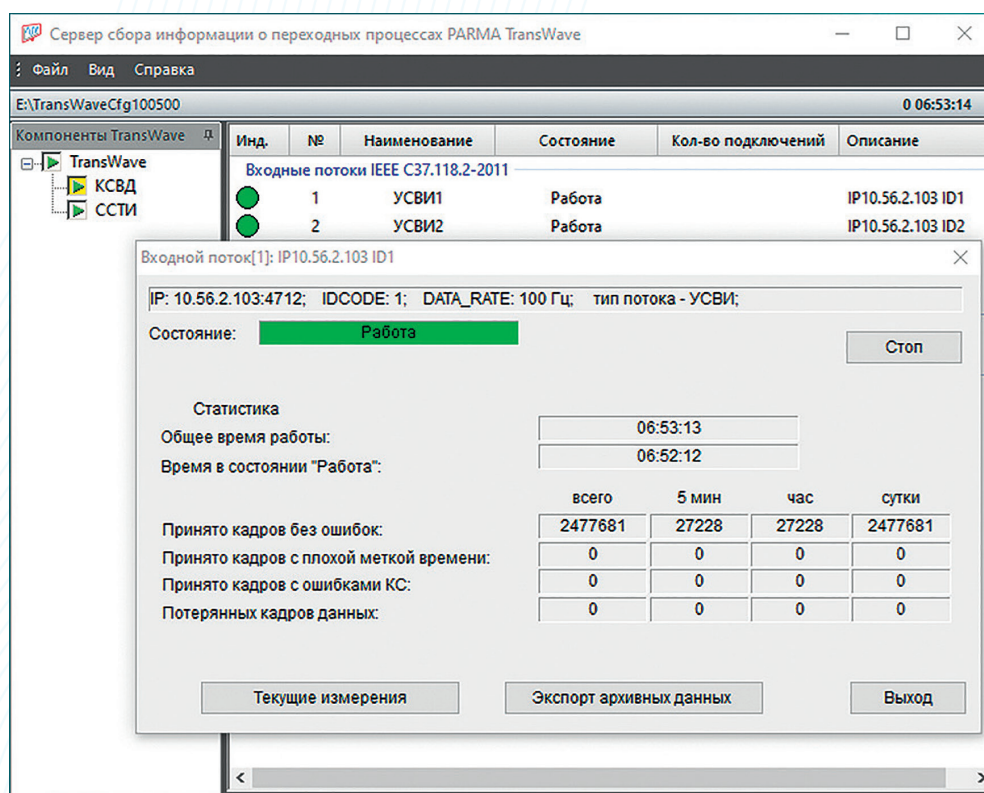 Сервер сбора информации о переходных процессах PARMA TransWave
Файл Вид Справка
E:\TransWaveCfg100500 0 06:53:14
Компоненты TransWave
TransWave
КСВД
ССТИ
Инд. № Наименование Состояние Кол-во подключений Описание
Входные потоки IEEE C37.118.2-2011
1 УСВИ1 Работа IP10.56.2.103 ID1
2 УСВИ2 Работа IP10.56.2.103 ID2
Входной поток[1]: IP10.56.2.103 ID1
IP: 10.56.2.103:4712; IDCODE: 1; DATA_RATE: 100 Гц; тип потока - УСВИ;
Состояние: Работа
Стоп
Статистика
Общее время работы: 06:53:13
Время в состоянии "Работа": 06:52:12
всего 5 мин час сутки
Принято кадров без ошибок: 2477681 27228 27228 2477681
Принято кадров с плохой меткой времени: 0 0 0 0
Принято кадров с ошибками КС: 0 0 0 0
Потерянных кадров данных: 0 0 0 0
Текущие измерения Экспорт архивных данных Выход